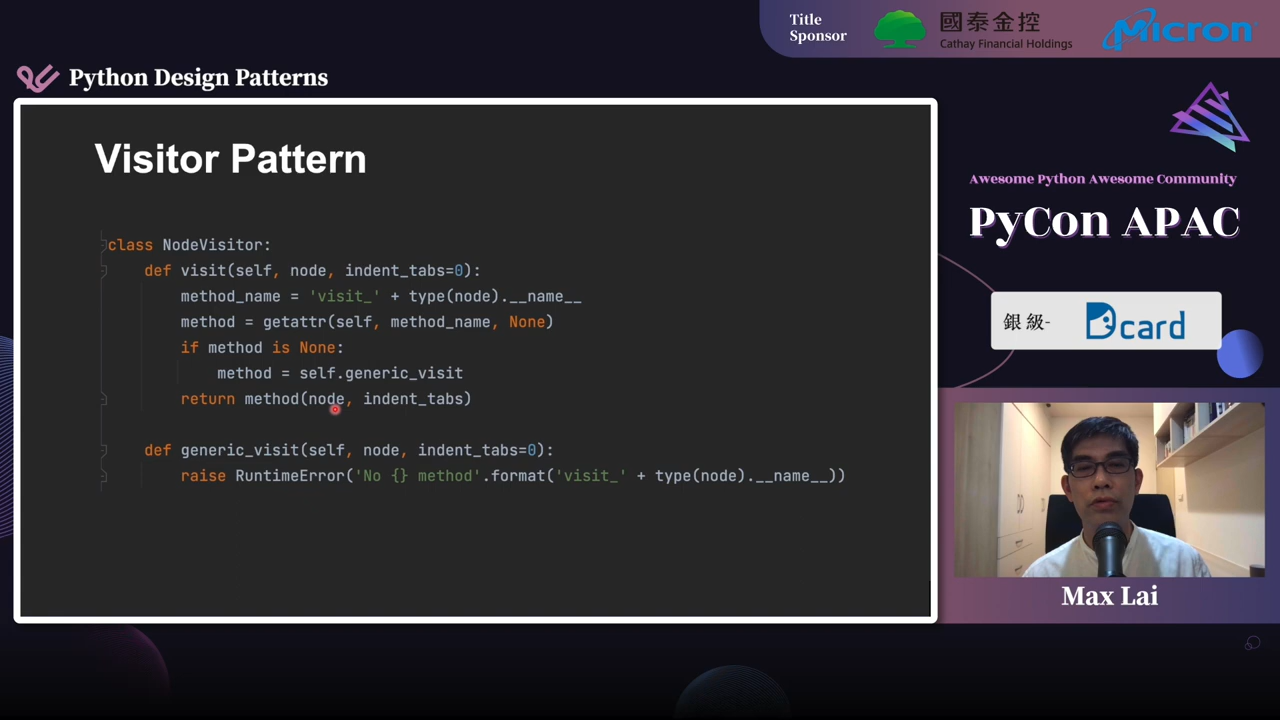 Title
Sponsor
國泰金控
Cathay Financial Holdings
Micron
Python Design Patterns
Visitor Pattern
class NodeVisitor:
    def visit(self, node, indent_tabs=0):
        method_name = 'visit_' + type(node).__name__
        method = getattr(self, method_name, None)
        if method is None:
            method = self.generic_visit
        return method(node, indent_tabs)
    def generic_visit(self, node, indent_tabs=0):
        raise RuntimeError('No {} method'.format('visit_' + type(node).__name__))
Awesome Python Awesome Community
PyCon APAC
銀級-
Dcard
Max Lai